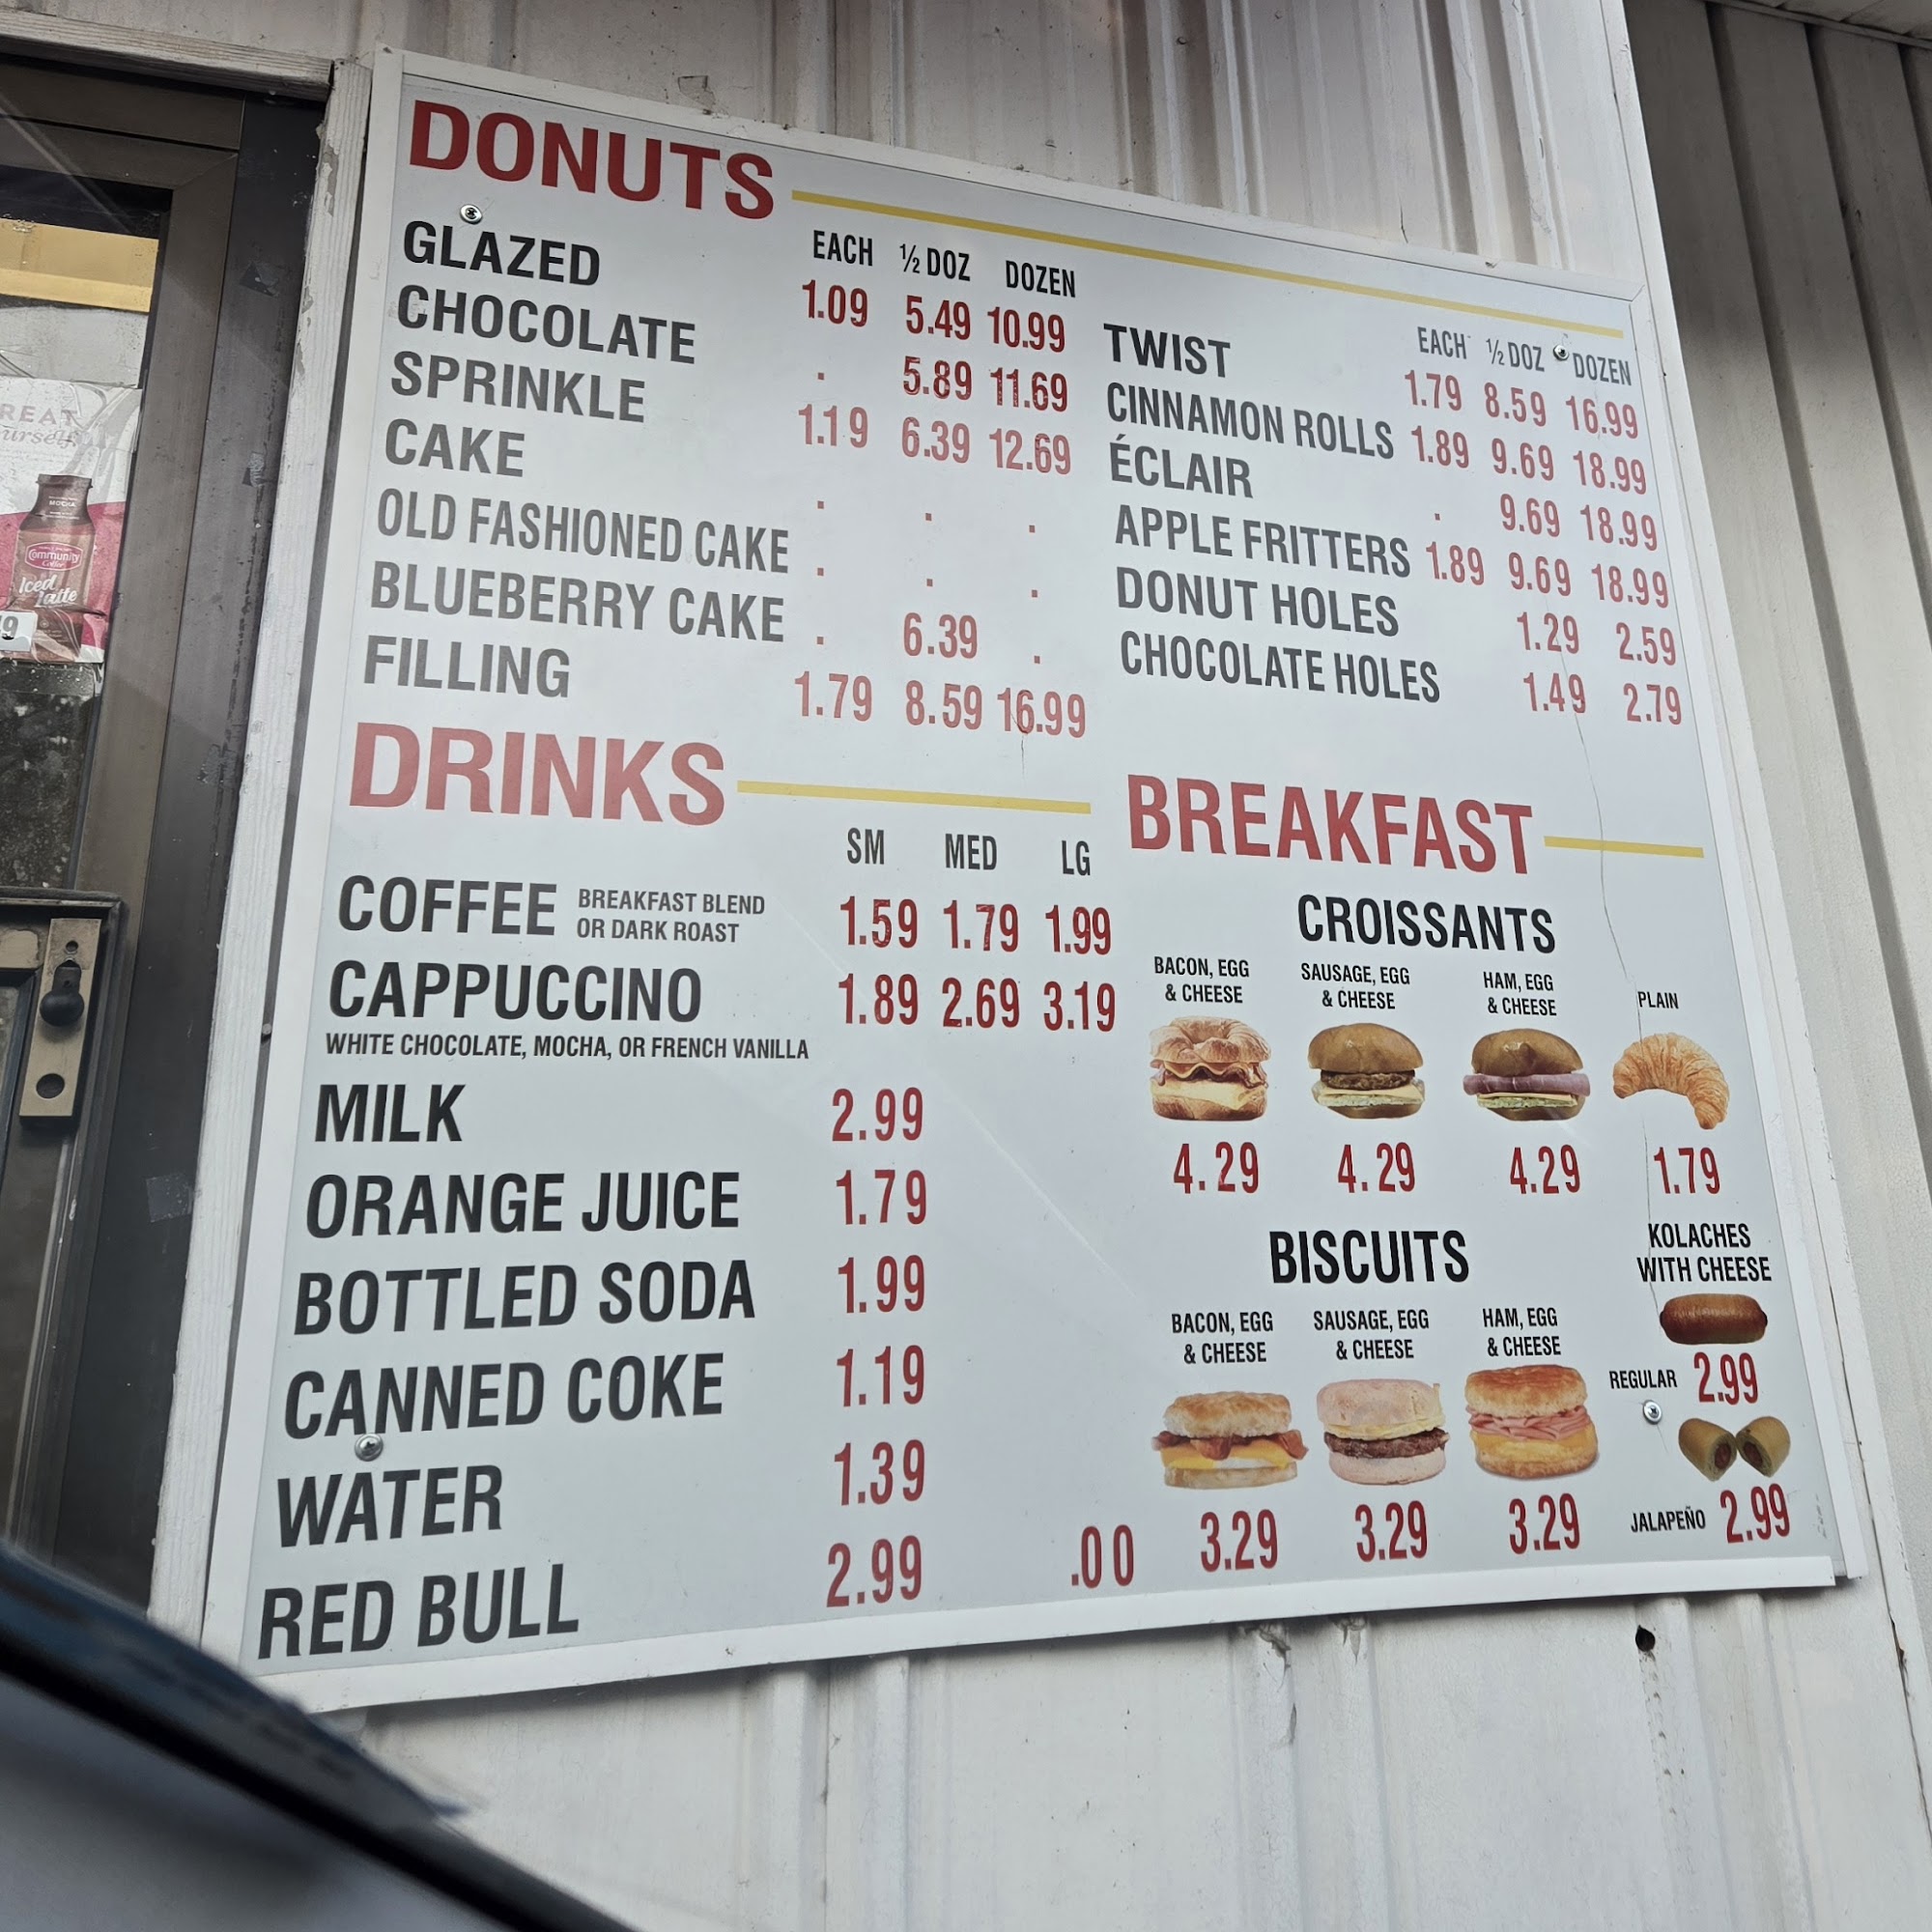 DONUTS
EACH ½ DOZ DOZEN
GLAZED 1.09 5.49 10.99
CHOCOLATE . 5.89 11.69
SPRINKLE 1.19 6.39 12.69
CAKE . . .
OLD FASHIONED CAKE . . .
BLUEBERRY CAKE . 6.39 .
FILLING 1.79 8.59 16.99
EACH ½ DOZ DOZEN
TWIST 1.79 8.59 16.99
CINNAMON ROLLS 1.89 9.69 18.99
ÉCLAIR . 9.69 18.99
APPLE FRITTERS 1.89 9.69 18.99
DONUT HOLES 1.29 2.59
CHOCOLATE HOLES 1.49 2.79
DRINKS
SM MED LG
COFFEE BREAKFAST BLEND
OR DARK ROAST
1.59 1.79 1.99
CAPPUCCINO 1.89 2.69 3.19
WHITE CHOCOLATE, MOCHA, OR FRENCH VANILLA
MILK 2.99
ORANGE JUICE 1.79
BOTTLED SODA 1.99
CANNED COKE 1.19
WATER 1.39
RED BULL 2.99 .00
BREAKFAST
CROISSANTS
BACON, EGG
& CHEESE
4.29
SAUSAGE, EGG
& CHEESE
4.29
HAM, EGG
& CHEESE
4.29
PLAIN
1.79
BISCUITS
BACON, EGG
& CHEESE
3.29
SAUSAGE, EGG
& CHEESE
3.29
HAM, EGG
& CHEESE
3.29
KOLACHES
WITH CHEESE
REGULAR 2.99
JALAPEÑO 2.99
MOCHA
Community
Coffee
Iced
Latte